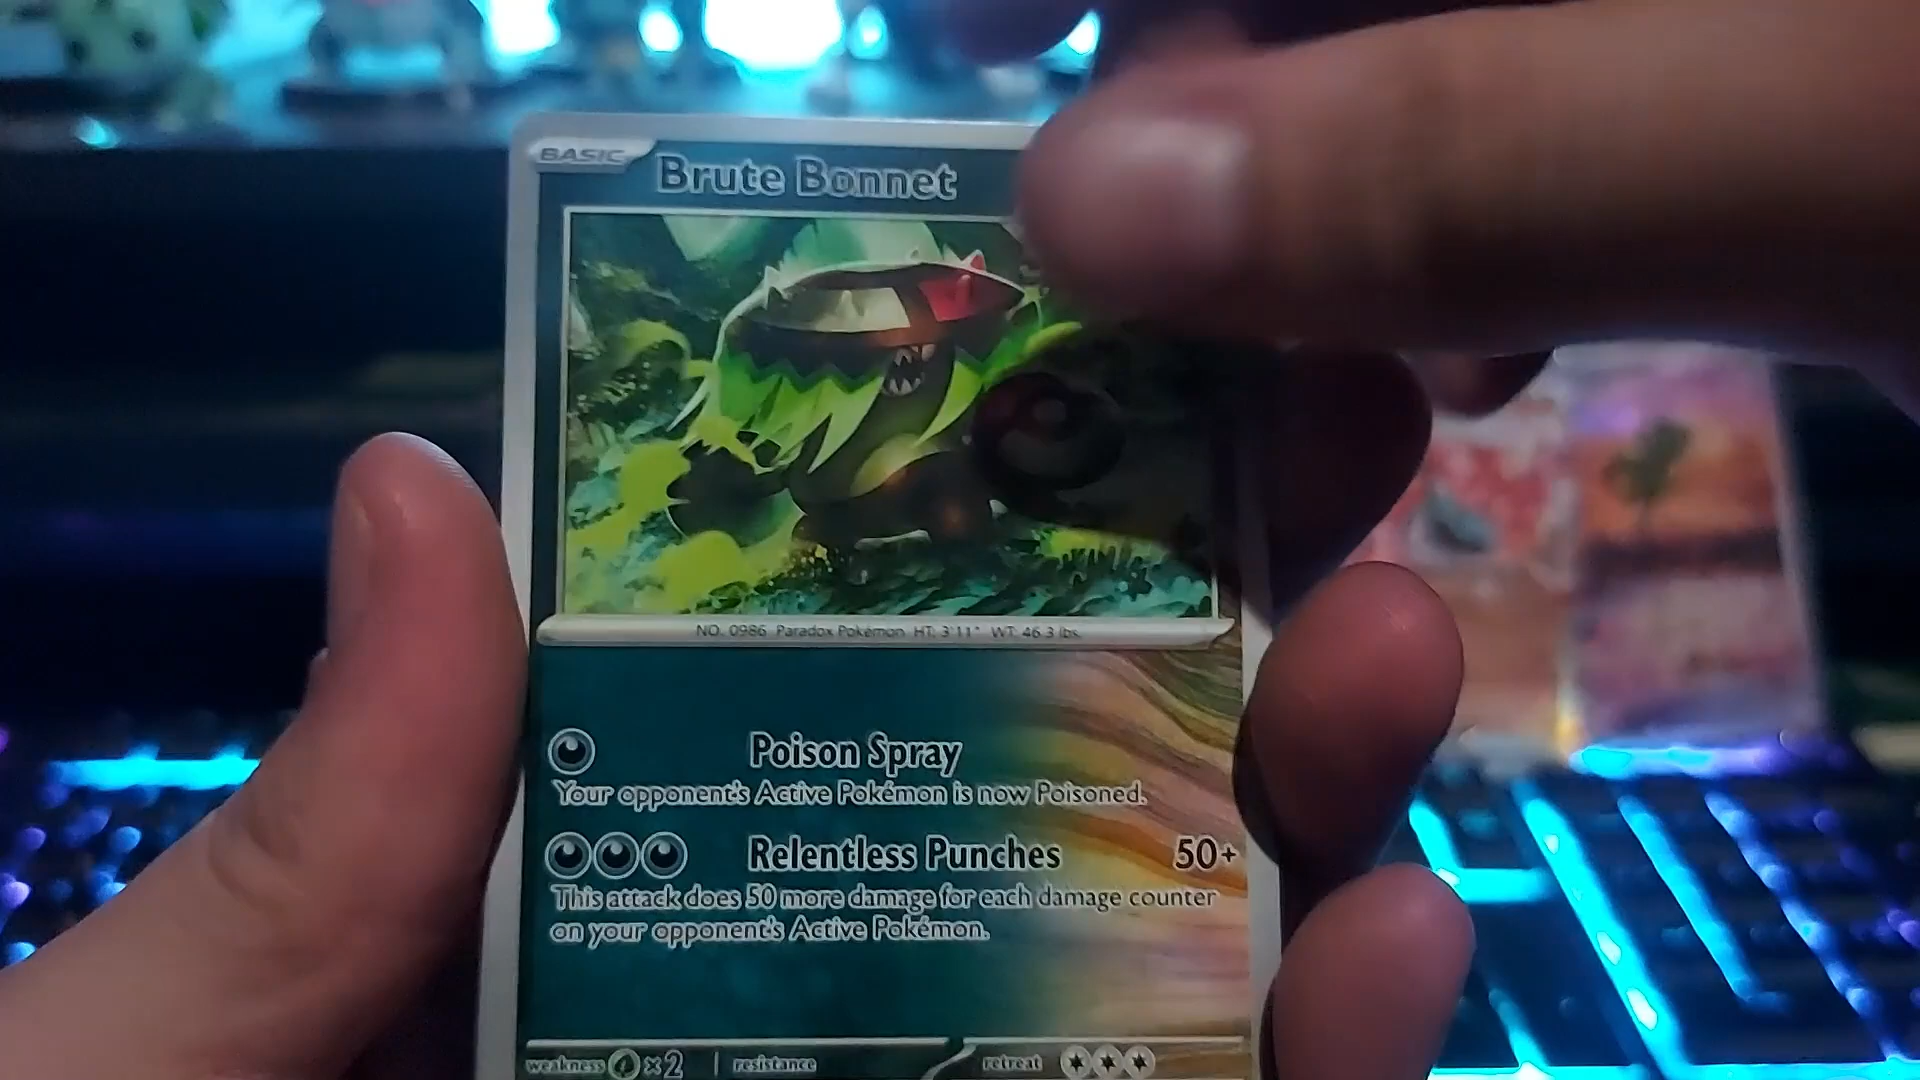 BASIC
Brute Bonnet
NO. 0986 Paradox Pokémon HT: 3'11" WT: 46.3 lbs.
Poison Spray
Your opponent's Active Pokémon is now Poisoned.
Relentless Punches 50+
This attack does 50 more damage for each damage counter
on your opponent's Active Pokémon.
weakness ×2 resistance retreat